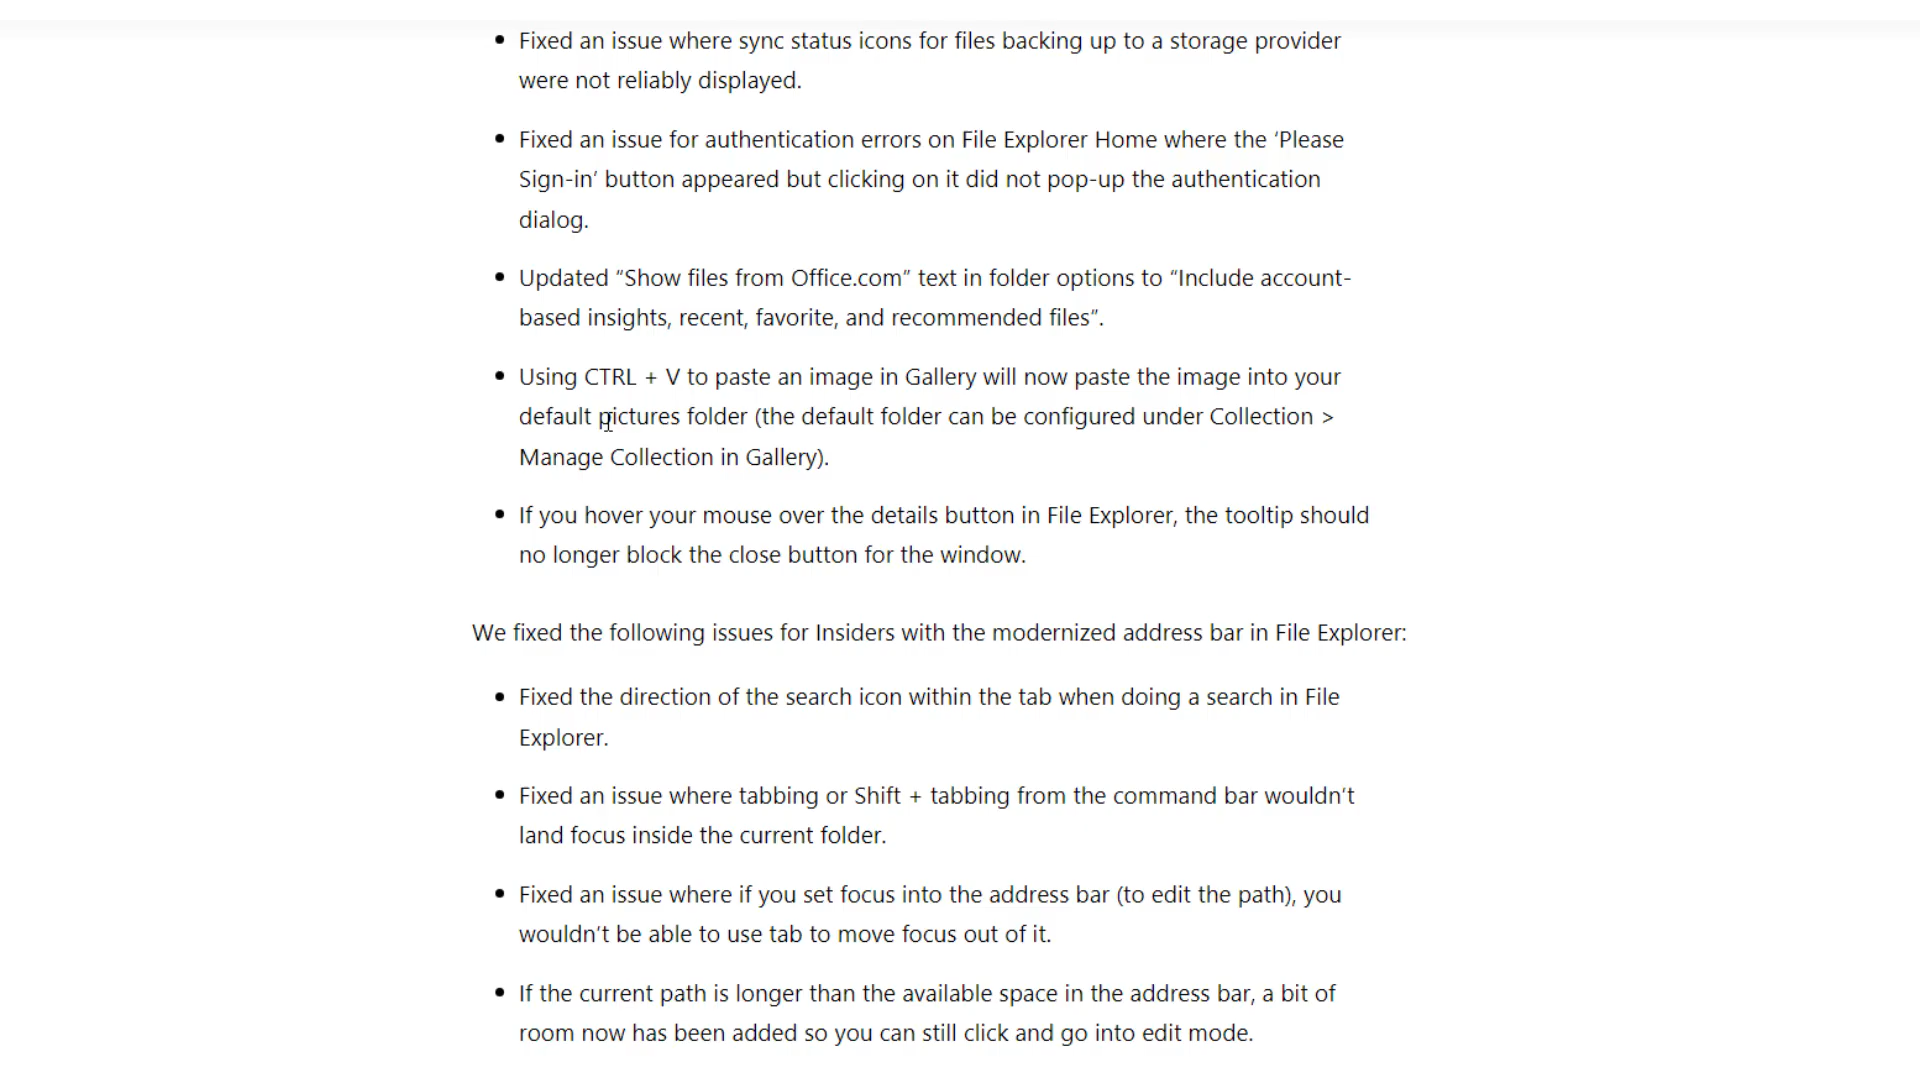 • Fixed an issue where sync status icons for files backing up to a storage provider
were not reliably displayed.
• Fixed an issue for authentication errors on File Explorer Home where the ‘Please
Sign-in’ button appeared but clicking on it did not pop-up the authentication
dialog.
• Updated “Show files from Office.com” text in folder options to “Include account-
based insights, recent, favorite, and recommended files”.
• Using CTRL + V to paste an image in Gallery will now paste the image into your
default pictures folder (the default folder can be configured under Collection >
Manage Collection in Gallery).
• If you hover your mouse over the details button in File Explorer, the tooltip should
no longer block the close button for the window.
We fixed the following issues for Insiders with the modernized address bar in File Explorer:
• Fixed the direction of the search icon within the tab when doing a search in File
Explorer.
• Fixed an issue where tabbing or Shift + tabbing from the command bar wouldn’t
land focus inside the current folder.
• Fixed an issue where if you set focus into the address bar (to edit the path), you
wouldn’t be able to use tab to move focus out of it.
• If the current path is longer than the available space in the address bar, a bit of
room now has been added so you can still click and go into edit mode.